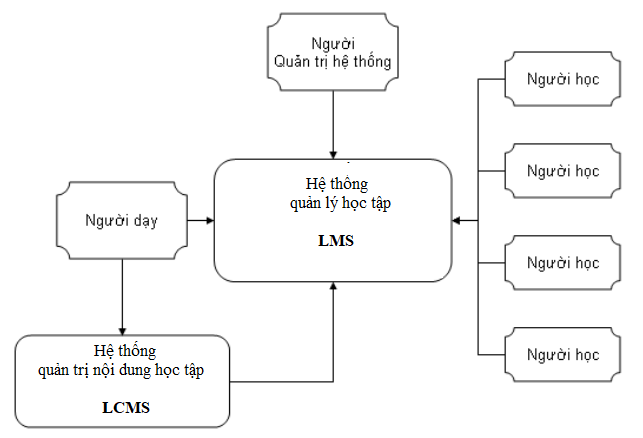 Người
Quản trị hệ thống
Người học
Người học
Hệ thống
quản lý học tập
LMS
Người dạy
Người học
Người học
Hệ thống
quản trị nội dung học tập
LCMS